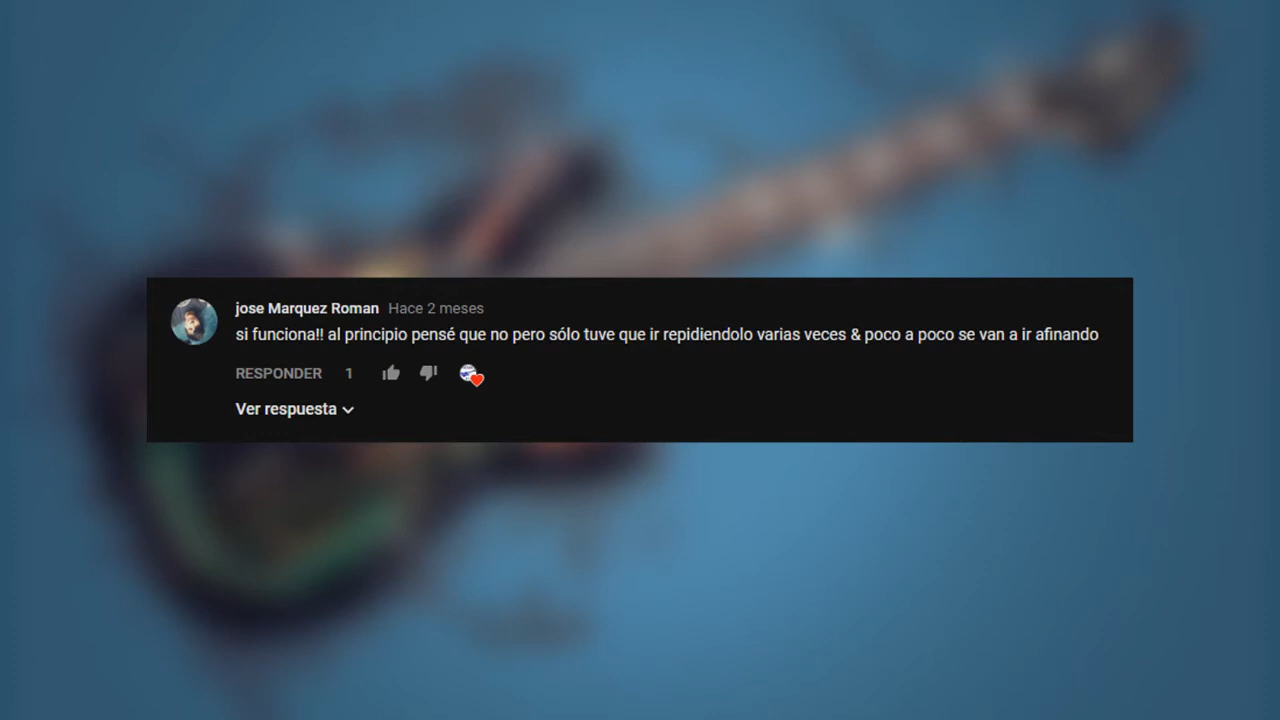 jose Marquez Roman Hace 2 meses
si funciona!! al principio pensé que no pero sólo tuve que ir repidiendolo varias veces & poco a poco se van a ir afinando
RESPONDER 1
Ver respuesta